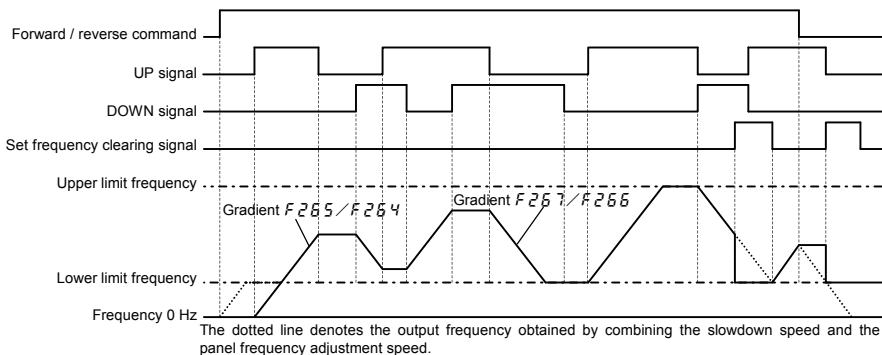 Forward / reverse command
UP signal
DOWN signal
Set frequency clearing signal
Upper limit frequency
Gradient F265/F264
Gradient F267/F266
Lower limit frequency
Frequency 0 Hz
The dotted line denotes the output frequency obtained by combining the slowdown speed and the
panel frequency adjustment speed.